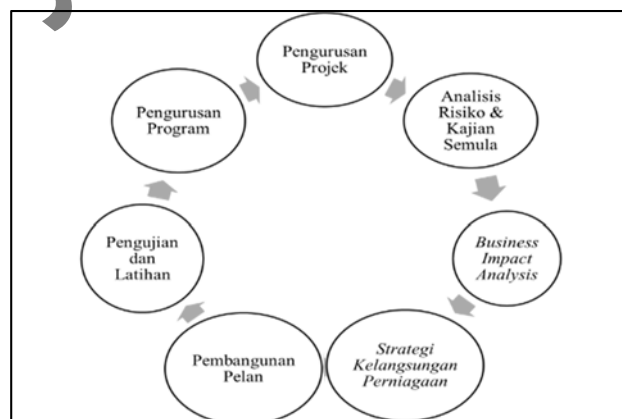 Pengurusan
Projek
Analisis
Risiko &
Kajian
Semula
Business
Impact
Analysis
Strategi
Kelangsungan
Perniagaan
Pembangunan
Pelan
Pengujian
dan
Latihan
Pengurusan
Program